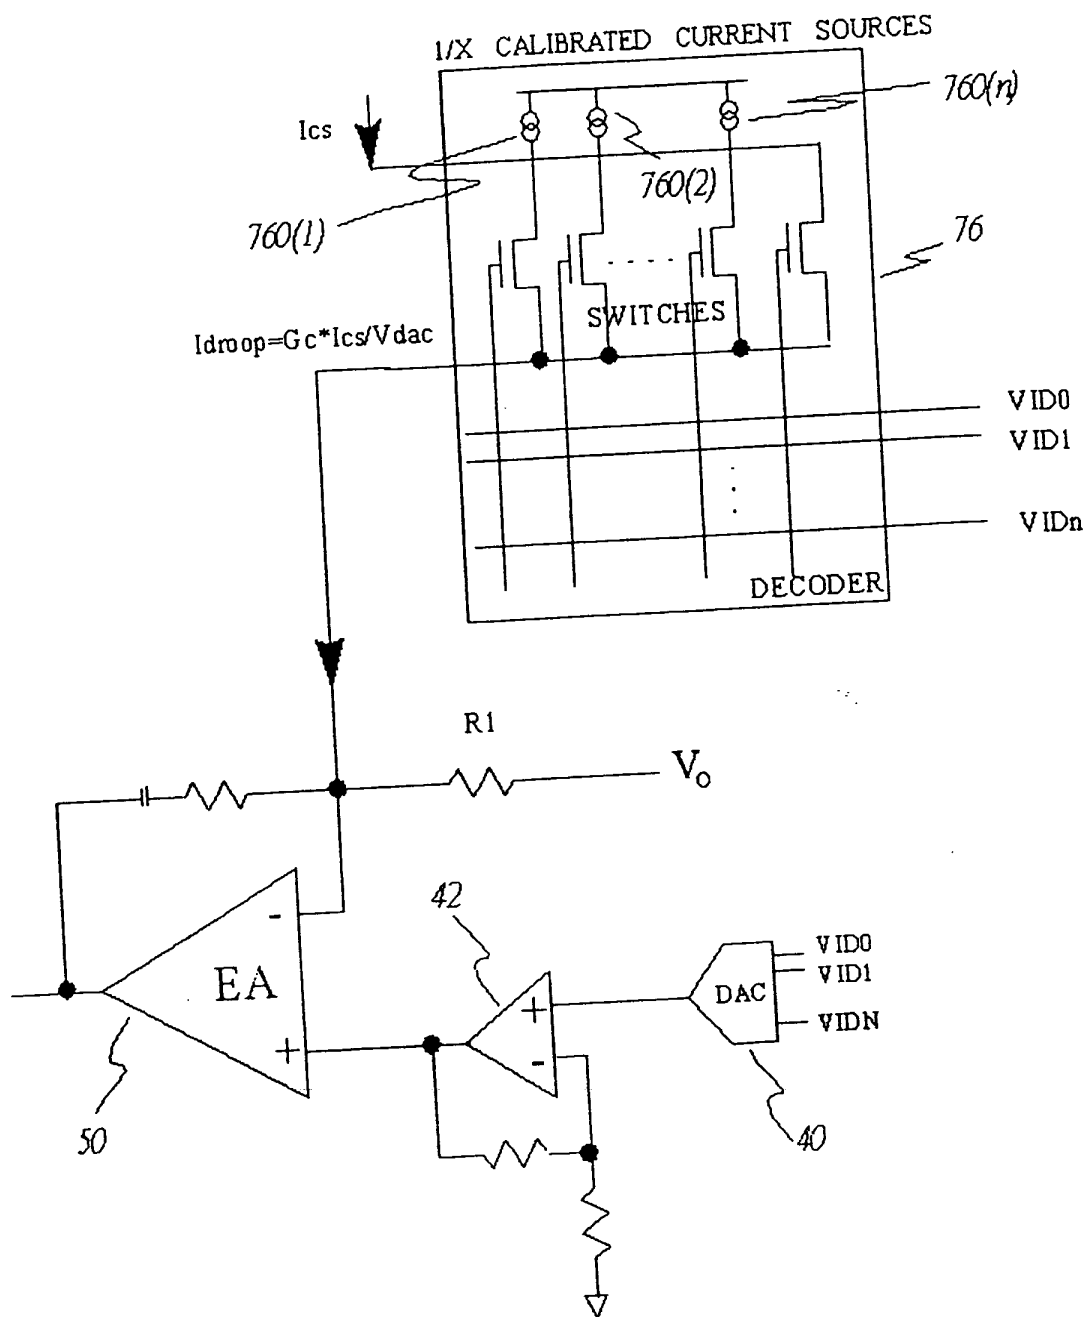 1/X CALIBRATED CURRENT SOURCES
760(n)
Ics
760(2)
760(1)
76
SWITCHES
Idroop=Gc*Ics/Vdac
VID0
VID1
VIDn
DECODER
R1
Vo
-
42
VID0
VID1
EA
DAC
+
VIDN
+
-
50
40